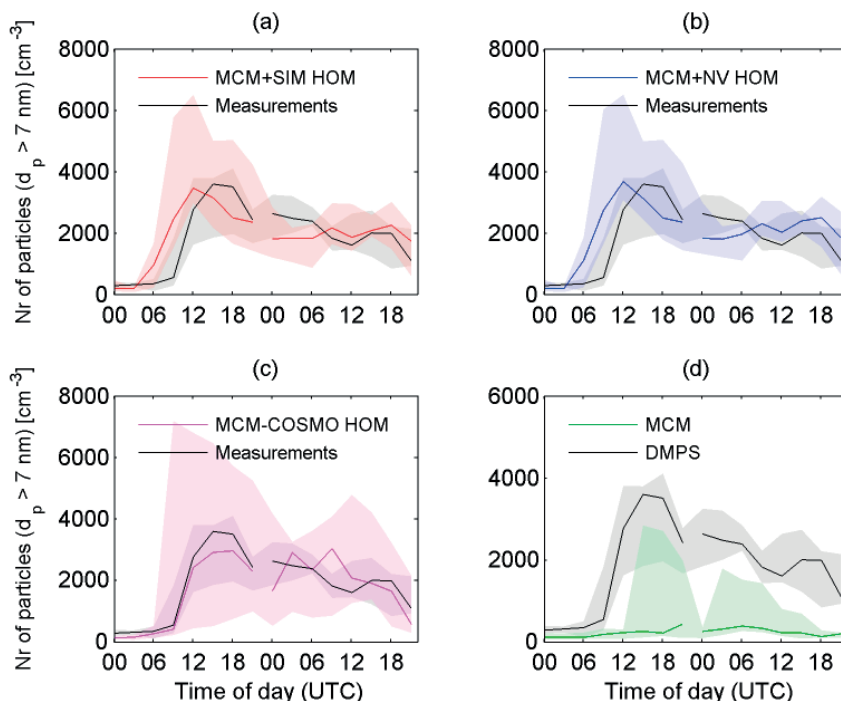 (a)
Nr of particles (d_p > 7 nm) [cm^-3]
8000
6000
4000
2000
0
MCM+SIM HOM
Measurements
00 06 12 18 00 06 12 18
(b)
8000
6000
4000
2000
0
MCM+NV HOM
Measurements
00 06 12 18 00 06 12 18
(c)
Nr of particles (d_p > 7 nm) [cm^-3]
8000
6000
4000
2000
0
MCM-COSMO HOM
Measurements
00 06 12 18 00 06 12 18
Time of day (UTC)
(d)
6000
4000
2000
0
MCM
DMPS
00 06 12 18 00 06 12 18
Time of day (UTC)